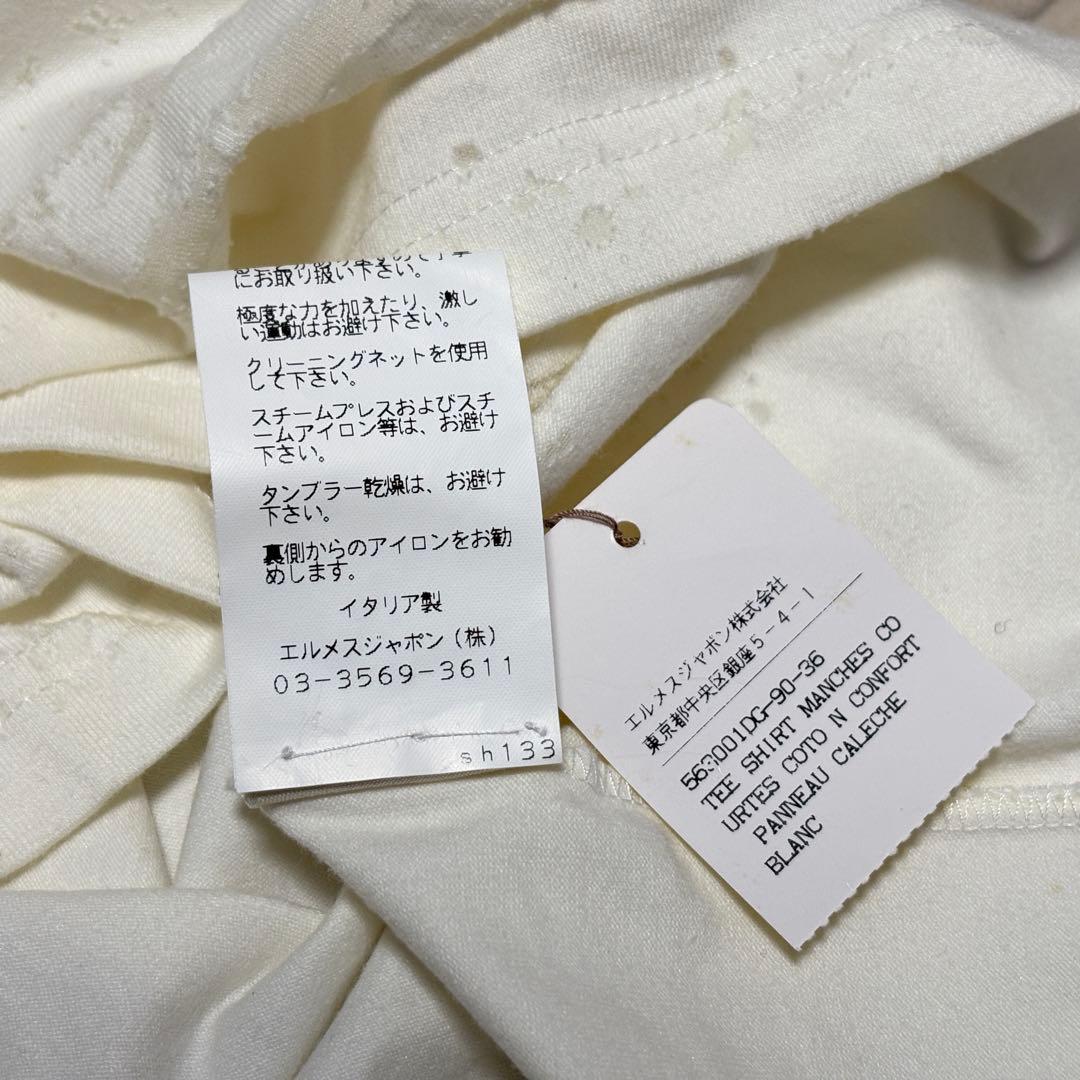 にお取り扱い下さい。
極度な力を加えたり、激し
い運動はお避け下さい。
クリーニングネットを使用
して下さい。
スチームプレスおよびスチ
ームアイロン等は、お避け
下さい。
タンブラー乾燥は、お避け
下さい。
裏側からのアイロンをお勧
めします。
イタリア製
エルメスジャポン(株)
03-3569-3611
sh133
エルメスジャポン株式会社
東京都中央区銀座5-4-1
563001DG-90-36
TEE SHIRT MANCHES CO
URTES COTO N CONFORT
PANNEAU CALECHE
BLANC